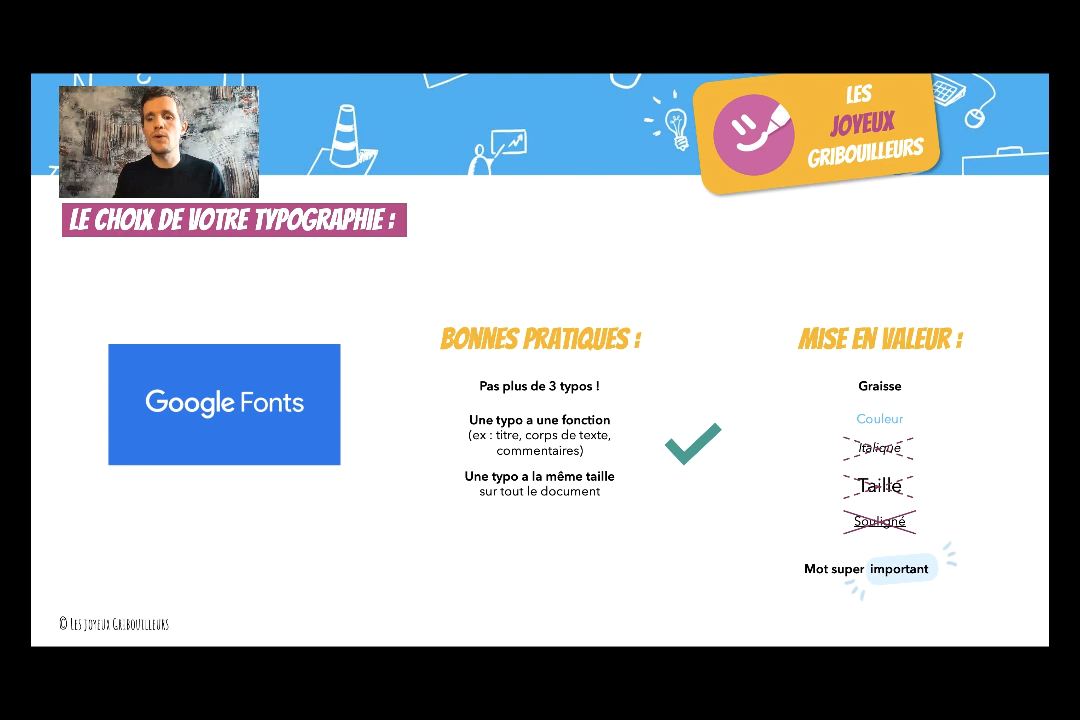 LES
JOYEUX
GRIBOUILLEURS
LE CHOIX DE VOTRE TYPOGRAPHIE :
Google Fonts
BONNES PRATIQUES :
Pas plus de 3 typos !
Une typo a une fonction
(ex : titre, corps de texte,
commentaires)
Une typo a la même taille
sur tout le document
MISE EN VALEUR :
Graisse
Couleur
Italique
Taille
Souligné
Mot super important
© Les Joyeux Gribouilleurs